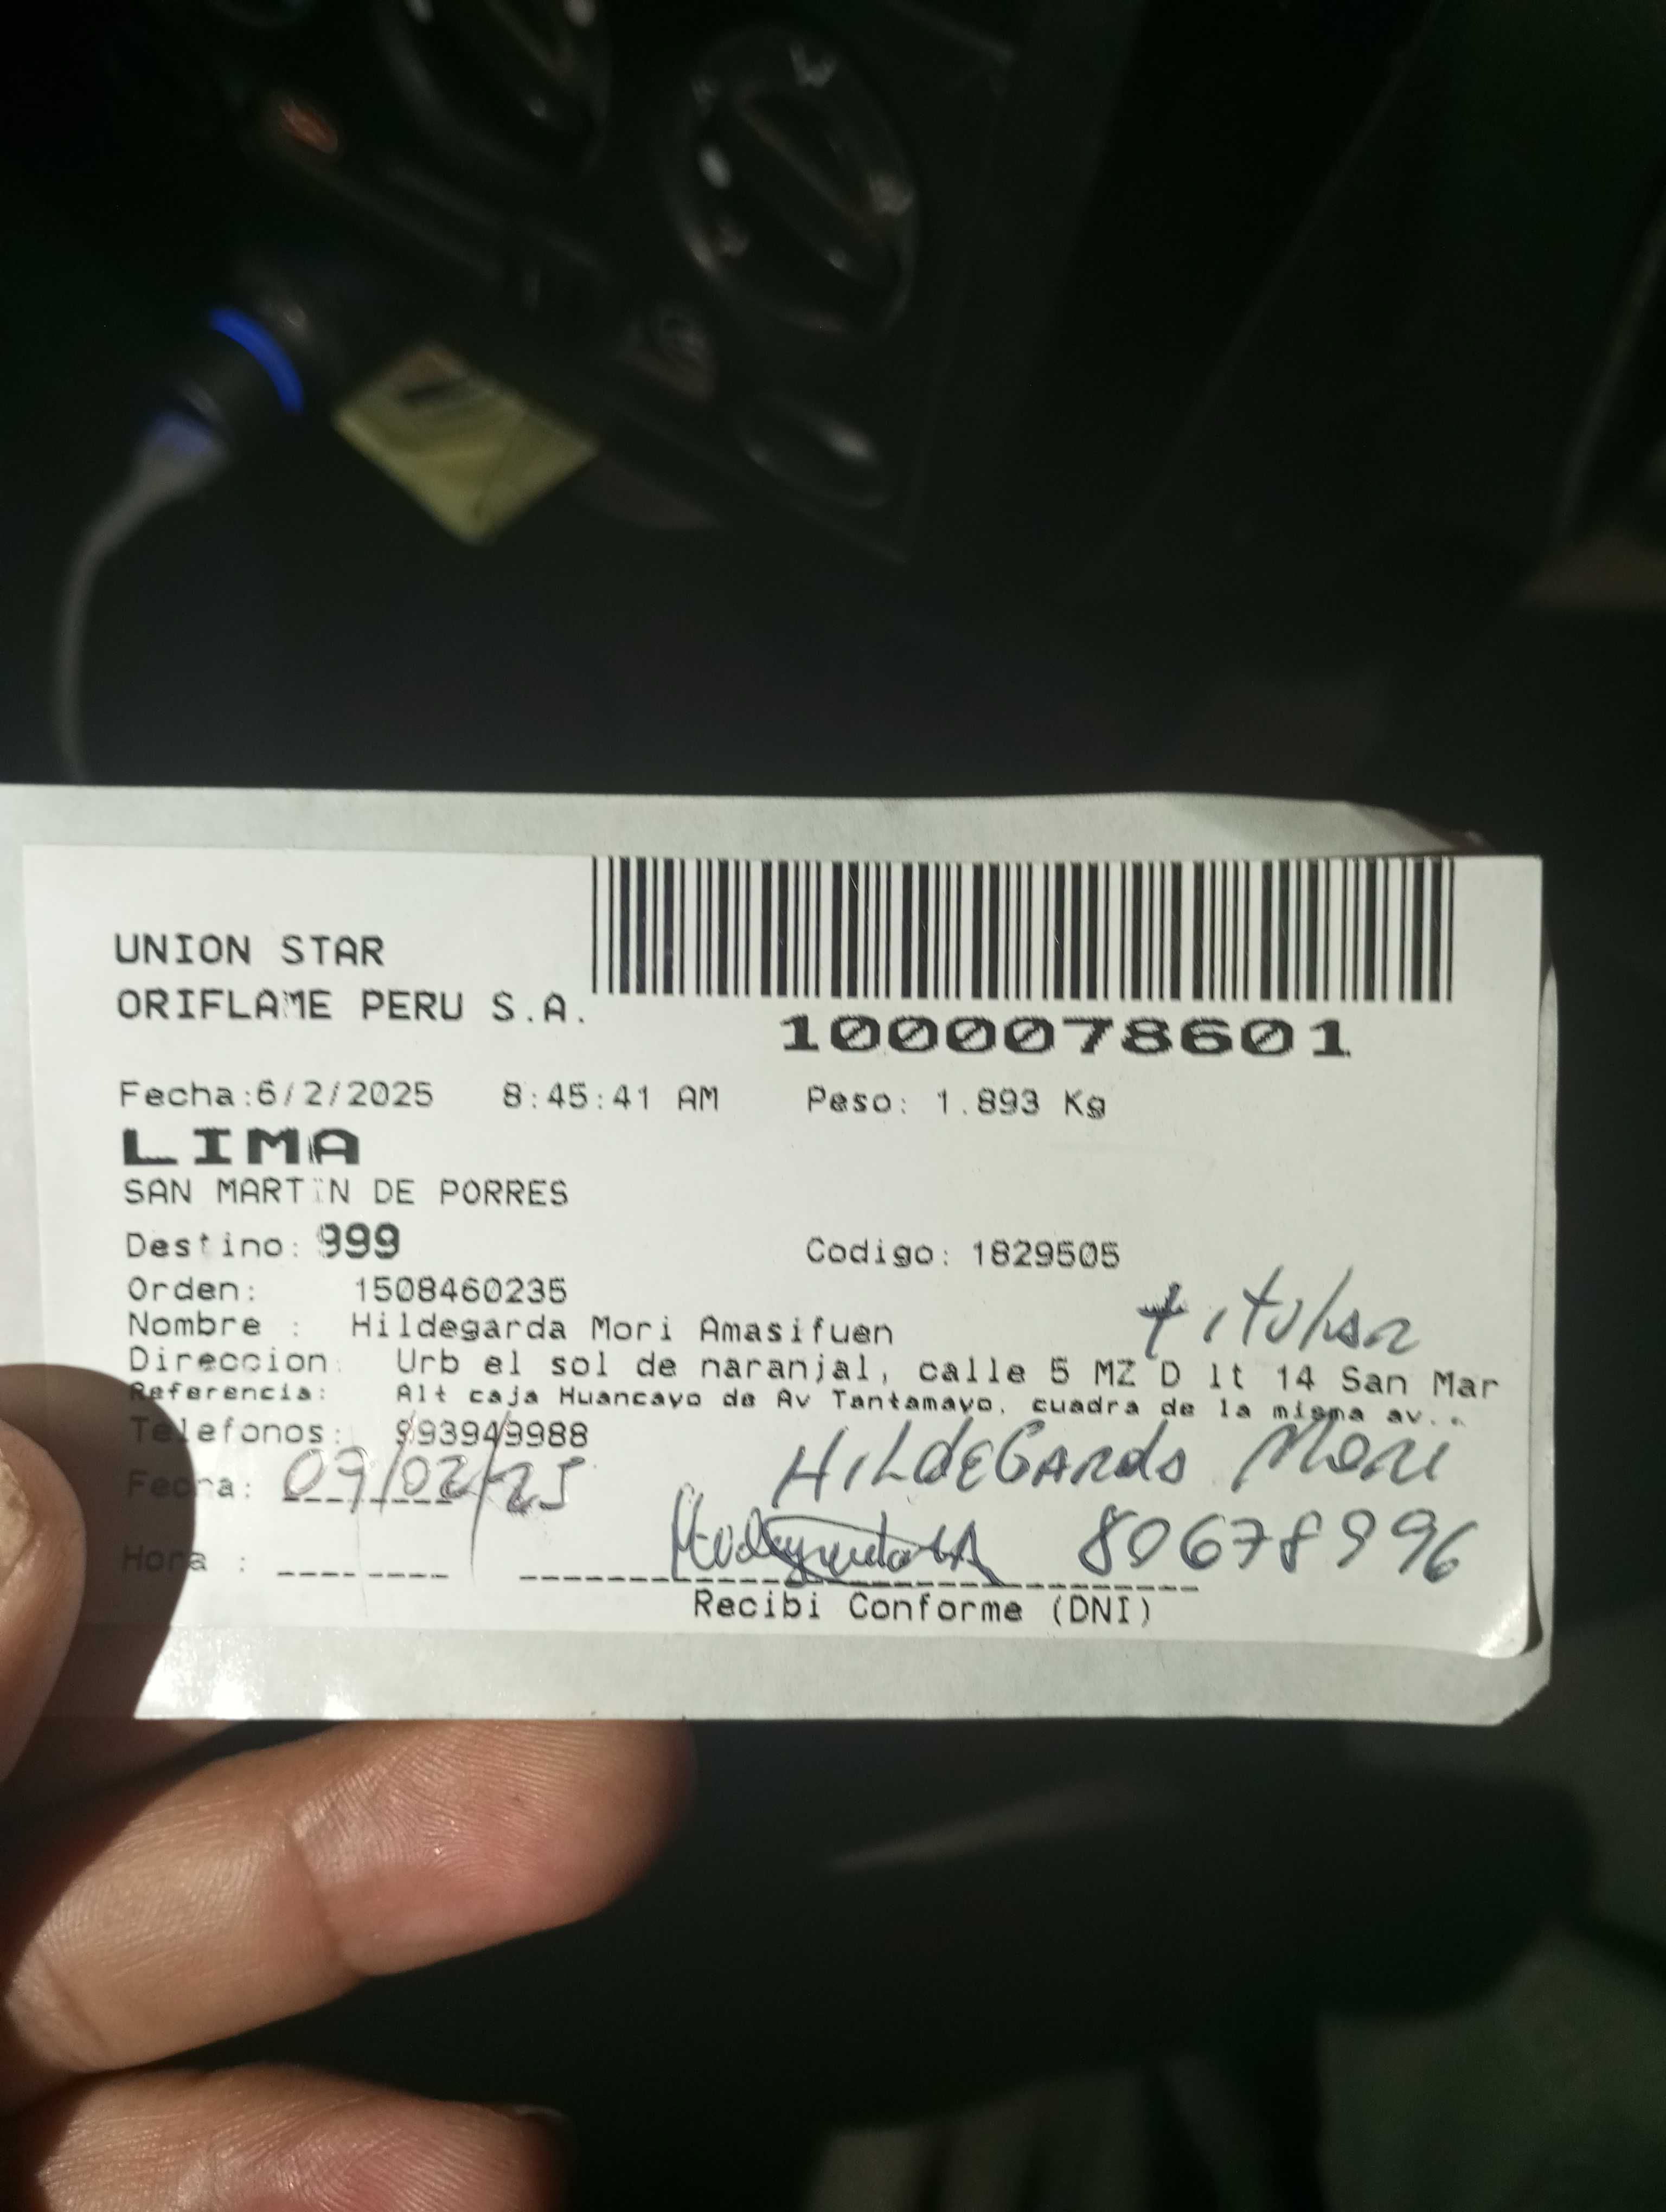 UNION STAR
ORIFLAME PERU S.A.
1000078601
Fecha:6/2/2025 8:45:41 AM Peso: 1.893 Kg
LIMA
SAN MARTIN DE PORRES
Destino: 999 Codigo: 1829505
Orden: 1508460235
titular
Nombre : Hildegarda Mori Amasifuen
Direccion: Urb el sol de naranjal, calle 5 MZ D lt 14 San Mar
Referencia: Alt caja Huancayo de Av Tantamayo, cuadra de la misma av..
Telefonos: 993949988
HILDEGARDA MORI
Fecha: 09/02/25
Hora :
80678996
Recibi Conforme (DNI)